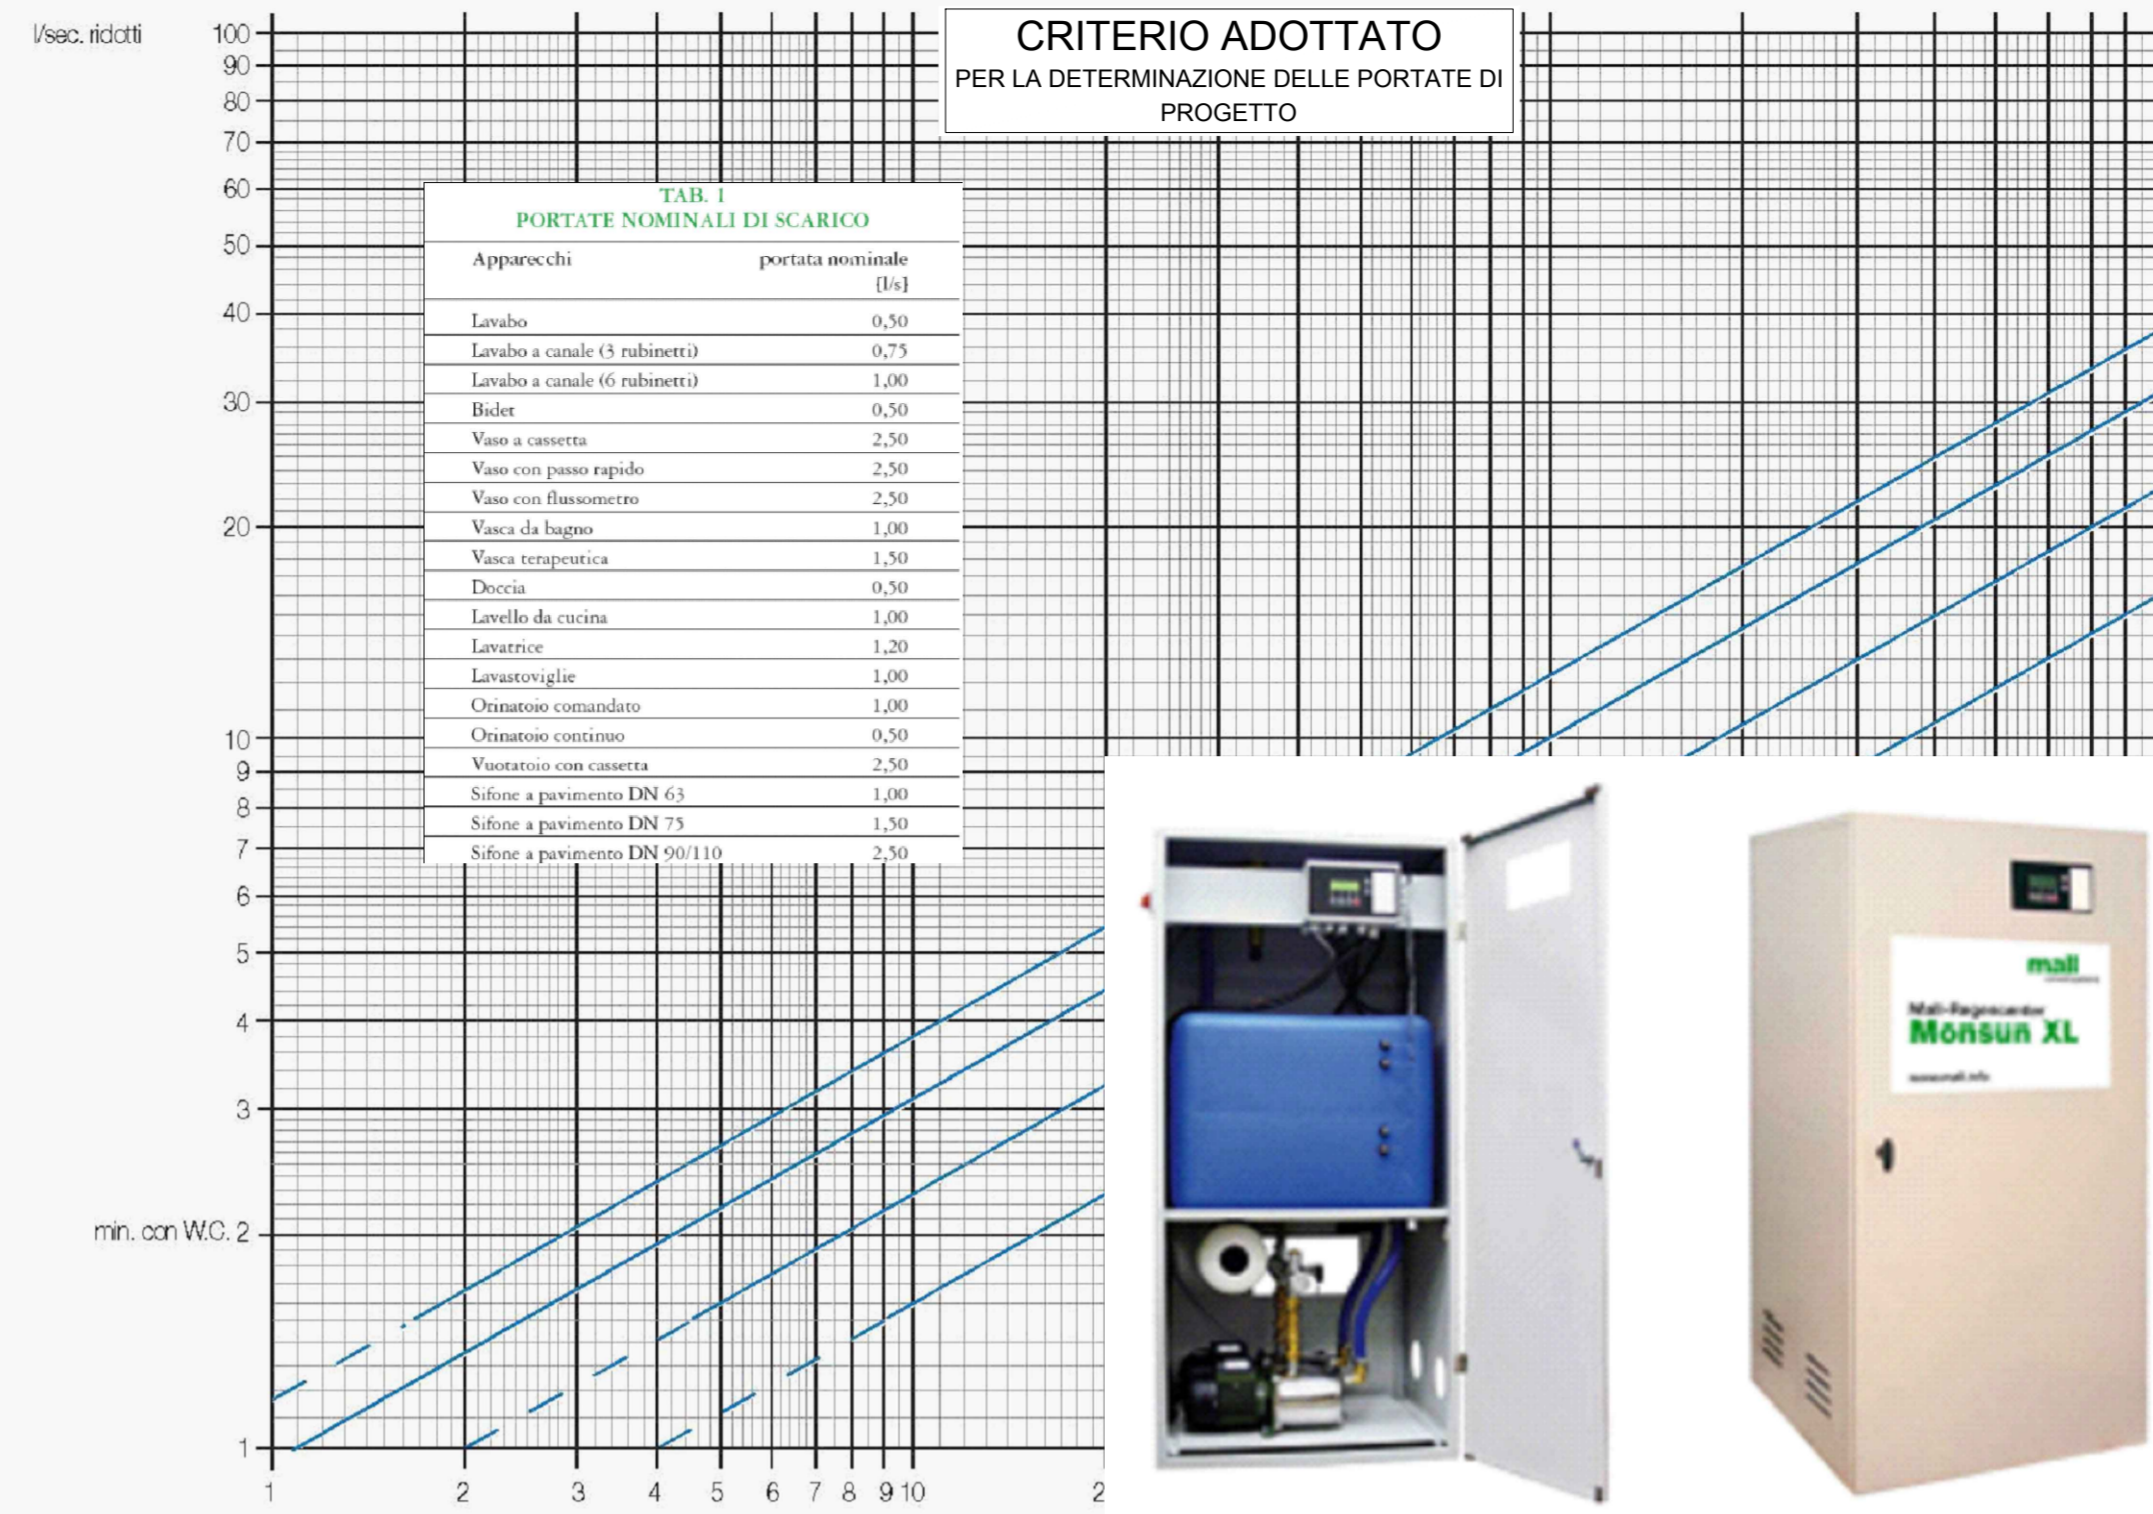 l/sec. ridotti
100
90
80
70
60
50
40
30
20
10
9
8
7
6
5
4
3
min. con W.C. 2
1
1 2 3 4 5 6 7 8 9 10 2
CRITERIO ADOTTATO
PER LA DETERMINAZIONE DELLE PORTATE DI
PROGETTO
TAB. 1
PORTATE NOMINALI DI SCARICO
Apparecchi portata nominale
[l/s]
Lavabo 0,50
Lavabo a canale (3 rubinetti) 0,75
Lavabo a canale (6 rubinetti) 1,00
Bidet 0,50
Vaso a cassetta 2,50
Vaso con passo rapido 2,50
Vaso con flussometro 2,50
Vasca da bagno 1,00
Vasca terapeutica 1,50
Doccia 0,50
Lavello da cucina 1,00
Lavatrice 1,20
Lavastoviglie 1,00
Orinatoio comandato 1,00
Orinatoio continuo 0,50
Vuotatoio con cassetta 2,50
Sifone a pavimento DN 63 1,00
Sifone a pavimento DN 75 1,50
Sifone a pavimento DN 90/110 2,50
mall
Mall-Regencenter
Monsun XL
www.mall.info